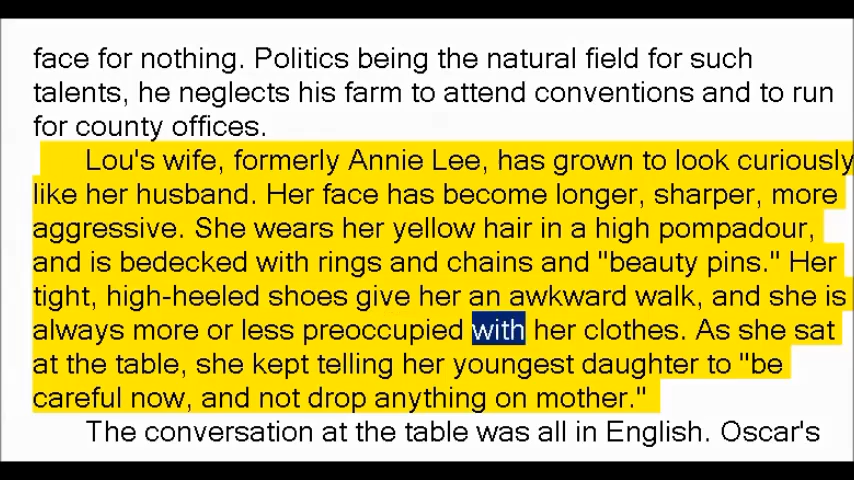 face for nothing. Politics being the natural field for such
talents, he neglects his farm to attend conventions and to run
for county offices.
Lou's wife, formerly Annie Lee, has grown to look curiously
like her husband. Her face has become longer, sharper, more
aggressive. She wears her yellow hair in a high pompadour,
and is bedecked with rings and chains and "beauty pins." Her
tight, high-heeled shoes give her an awkward walk, and she is
always more or less preoccupied with her clothes. As she sat
at the table, she kept telling her youngest daughter to "be
careful now, and not drop anything on mother."
The conversation at the table was all in English. Oscar's